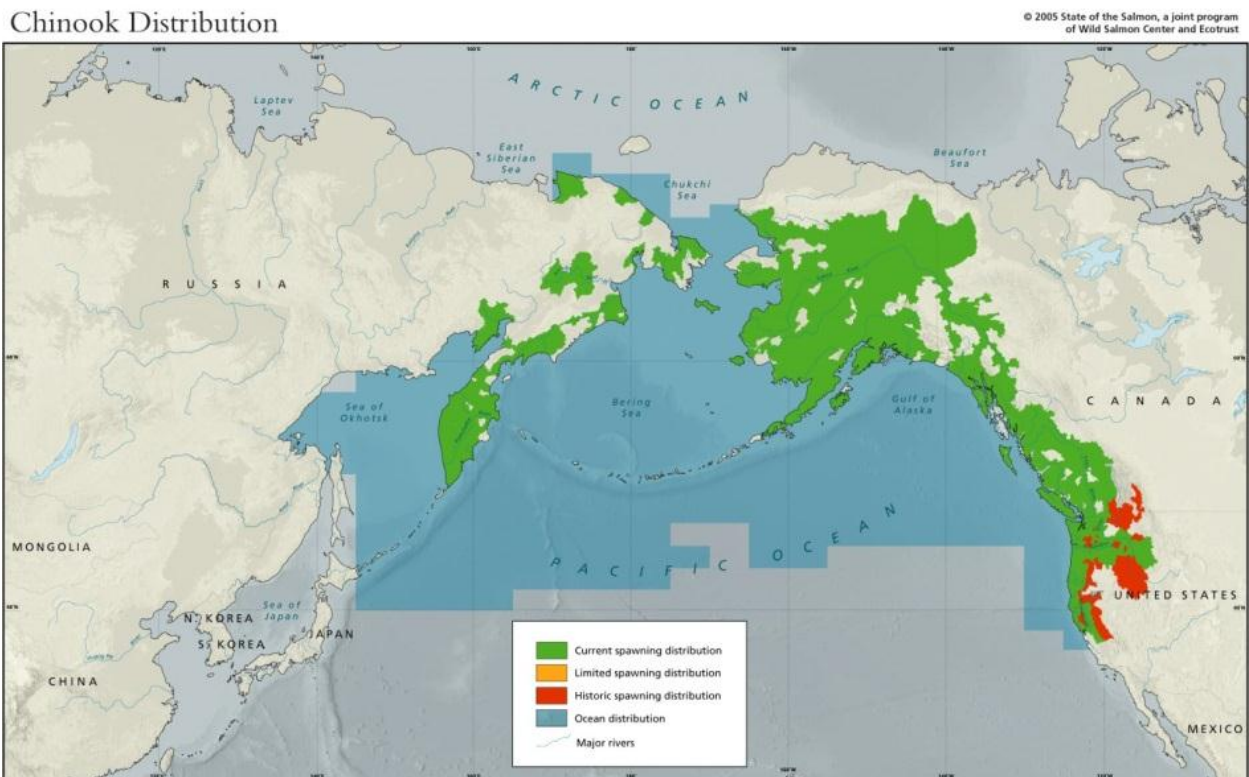 Chinook Distribution
© 2005 State of the Salmon, a joint program
of Wild Salmon Center and Ecotrust
ARCTIC OCEAN
Laptev
Sea
East
Siberian
Sea
Chukchi
Sea
Beaufort
Sea
RUSSIA
Sea of
Okhotsk
Bering
Sea
Gulf of
Alaska
CANADA
MONGOLIA
PACIFIC OCEAN
UNITED STATES
N. KOREA
Sea of
Japan
S. KOREA
JAPAN
CHINA
MEXICO
Current spawning distribution
Limited spawning distribution
Historic spawning distribution
Ocean distribution
Major rivers